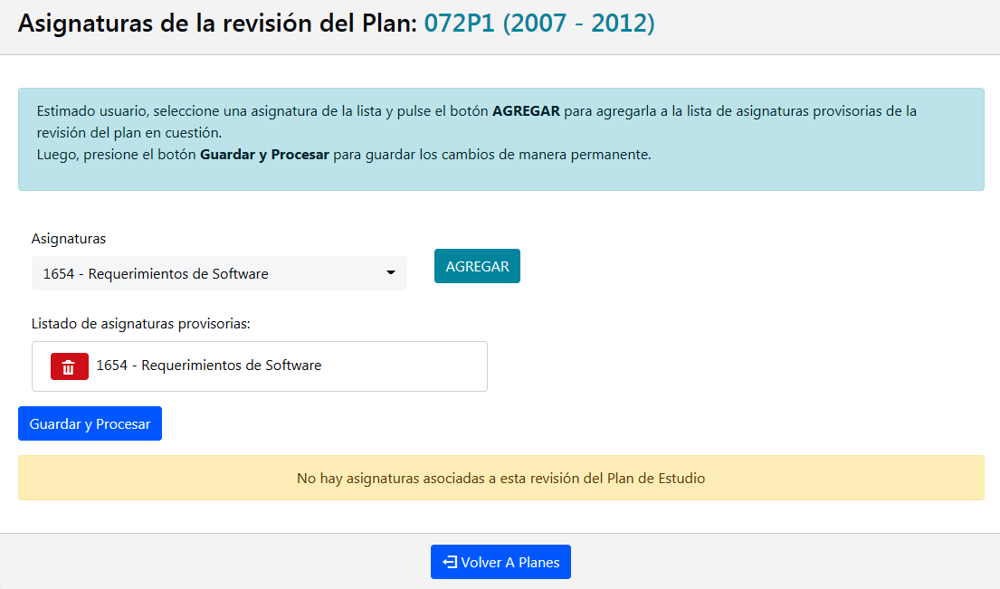 Asignaturas de la revisión del Plan: 072P1 (2007 - 2012)
Estimado usuario, seleccione una asignatura de la lista y pulse el botón AGREGAR para agregarla a la lista de asignaturas provisorias de la
revisión del plan en cuestión.
Luego, presione el botón Guardar y Procesar para guardar los cambios de manera permanente.
Asignaturas
1654 - Requerimientos de Software
AGREGAR
Listado de asignaturas provisorias:
1654 - Requerimientos de Software
Guardar y Procesar
No hay asignaturas asociadas a esta revisión del Plan de Estudio
Volver A Planes